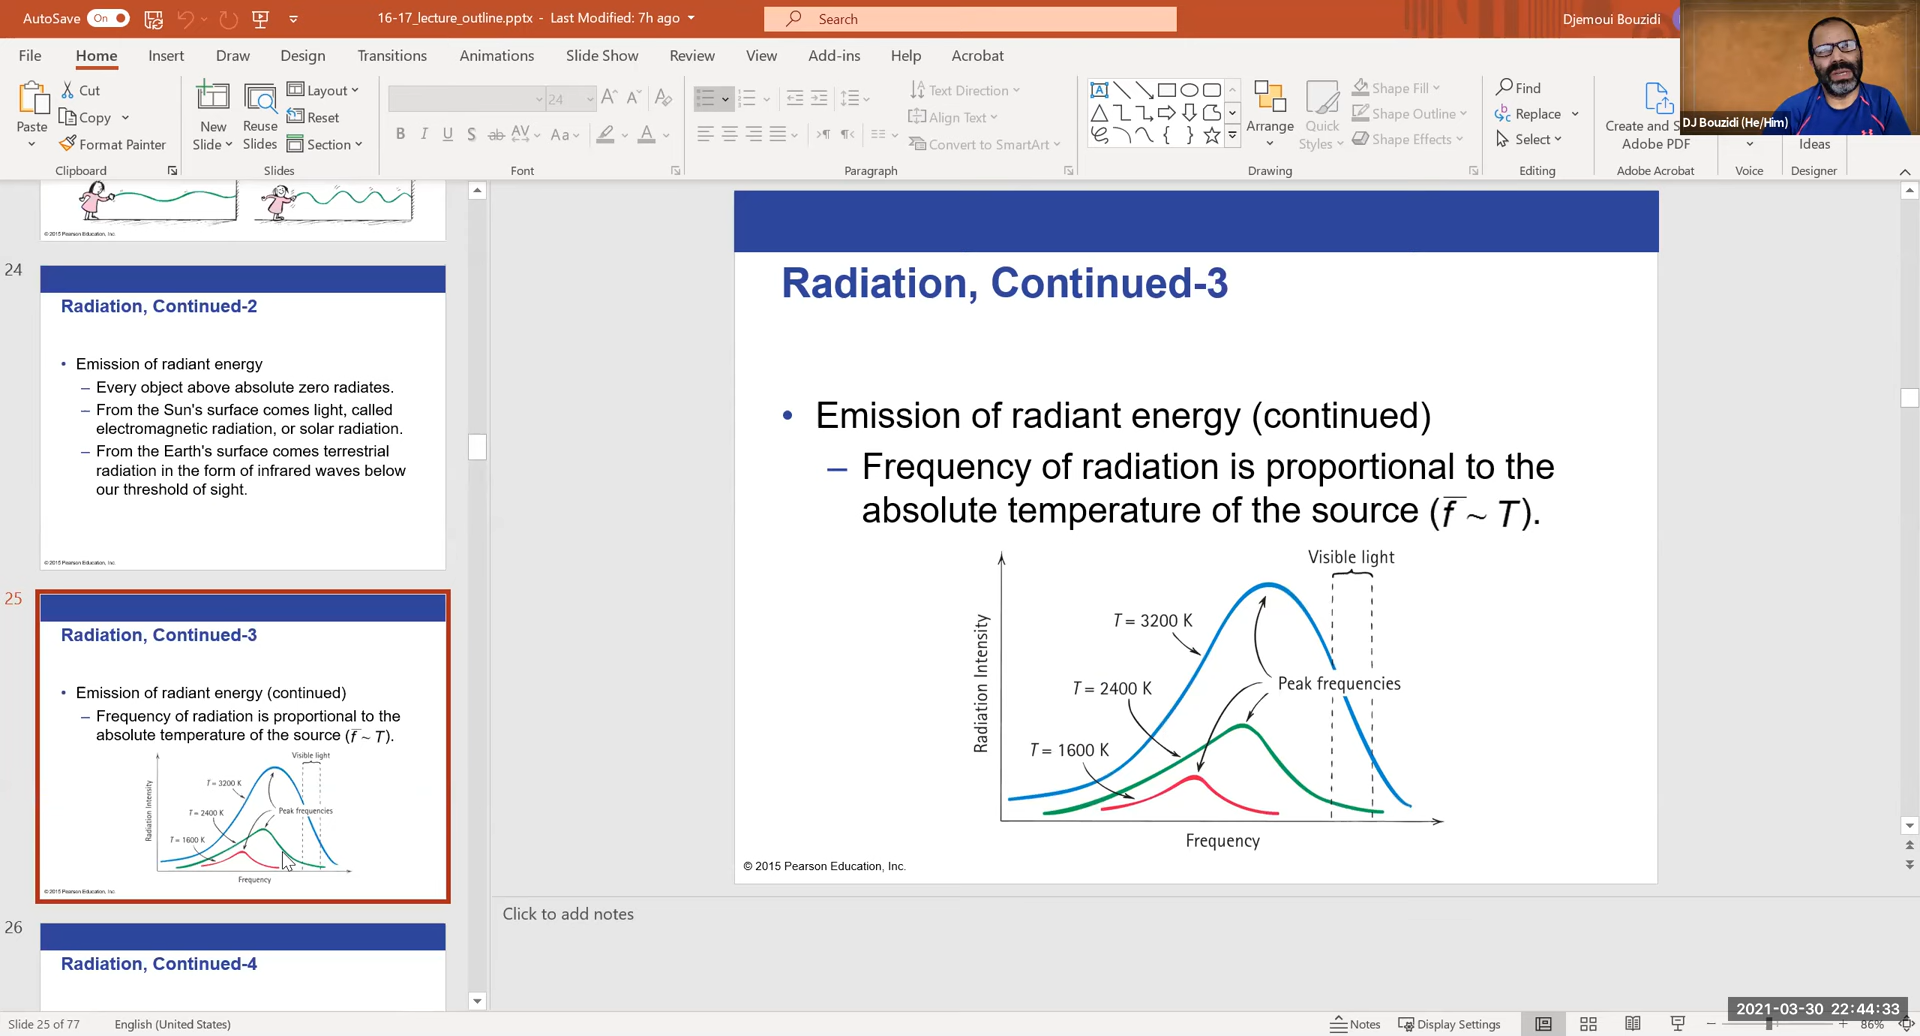 AutoSave On
16-17_lecture_outline.pptx - Last Modified: 7h ago
Search
Djemoui Bouzidi
File Home Insert Draw Design Transitions Animations Slide Show Review View Add-ins Help Acrobat
Paste
Cut
Copy
Format Painter
Clipboard
New Slide
Reuse Slides
Layout
Reset
Section
Slides
24
B I U S ab AV Aa A
Font
Text Direction
Align Text
Convert to SmartArt
Paragraph
Arrange
Quick Styles
Shape Fill
Shape Outline
Shape Effects
Drawing
Find
Replace
Select
Editing
Create and S
Adobe PDF
Adobe Acrobat
Voice
Ideas
Designer
DJ Bouzidi (He/Him)
© 2015 Pearson Education, Inc.
24
Radiation, Continued-2
• Emission of radiant energy
– Every object above absolute zero radiates.
– From the Sun's surface comes light, called
electromagnetic radiation, or solar radiation.
– From the Earth's surface comes terrestrial
radiation in the form of infrared waves below
our threshold of sight.
© 2015 Pearson Education, Inc.
25
Radiation, Continued-3
• Emission of radiant energy (continued)
– Frequency of radiation is proportional to the
absolute temperature of the source (f̅ ~ T).
Visible light
T = 3200 K
T = 2400 K
Peak frequencies
T = 1600 K
Radiation Intensity
Frequency
© 2015 Pearson Education, Inc.
26
Radiation, Continued-4
Radiation, Continued-3
• Emission of radiant energy (continued)
– Frequency of radiation is proportional to the
absolute temperature of the source (f̅ ~ T).
Visible light
T = 3200 K
T = 2400 K
Peak frequencies
T = 1600 K
Radiation Intensity
Frequency
© 2015 Pearson Education, Inc.
Click to add notes
2021-03-30 22:44:33
Slide 25 of 77
English (United States)
Notes
Display Settings
86%